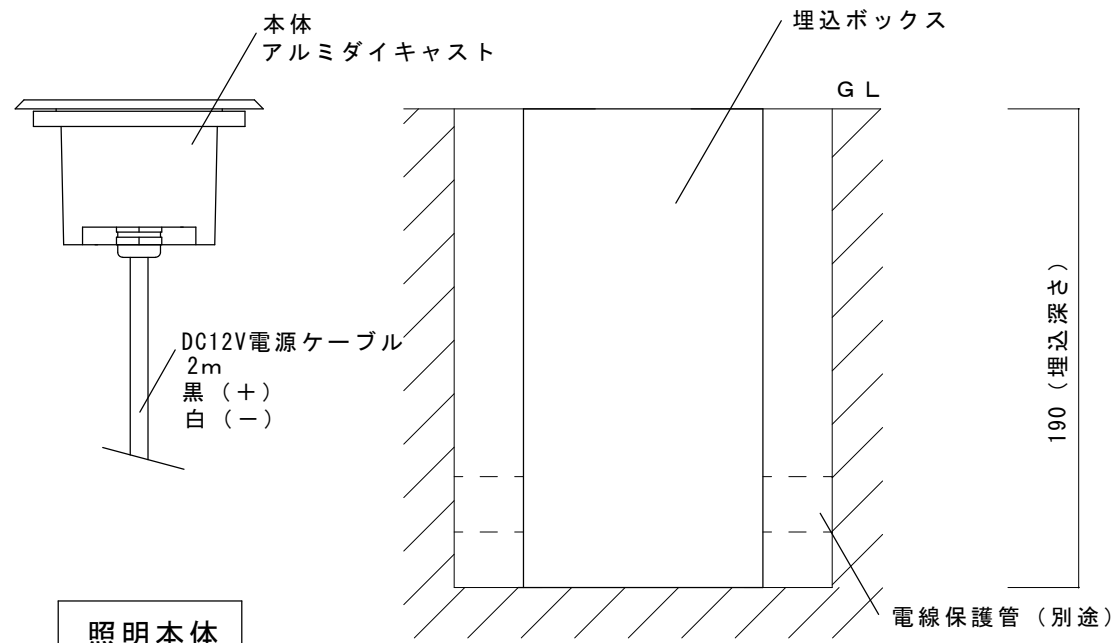 本体
アルミダイキャスト
埋込ボックス
GL
DC12V電源ケーブル
2m
黒（＋）
白（－）
190（埋込深さ）
電線保護管（別途）
照明本体